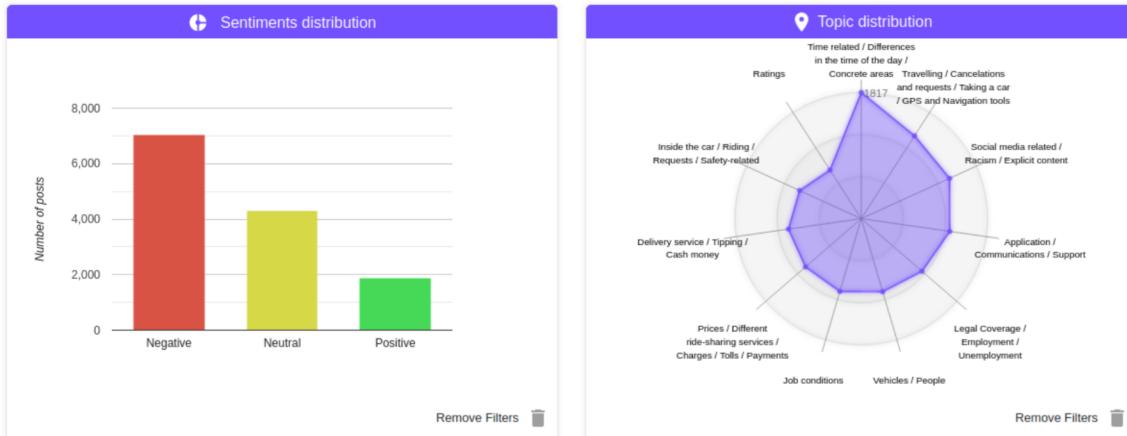 Sentiments distribution
8,000
6,000
4,000
2,000
0
Number of posts
Negative
Neutral
Positive
Remove Filters
Topic distribution
Time related / Differences
in the time of the day /
Concrete areas
Travelling / Cancelations
and requests / Taking a car
/ GPS and Navigation tools
1817
Social media related /
Racism / Explicit content
Application /
Communications / Support
Legal Coverage /
Employment /
Unemployment
Vehicles / People
Job conditions
Prices / Different
ride-sharing services /
Charges / Tolls / Payments
Delivery service / Tipping /
Cash money
Inside the car / Riding /
Requests / Safety-related
Ratings
Remove Filters